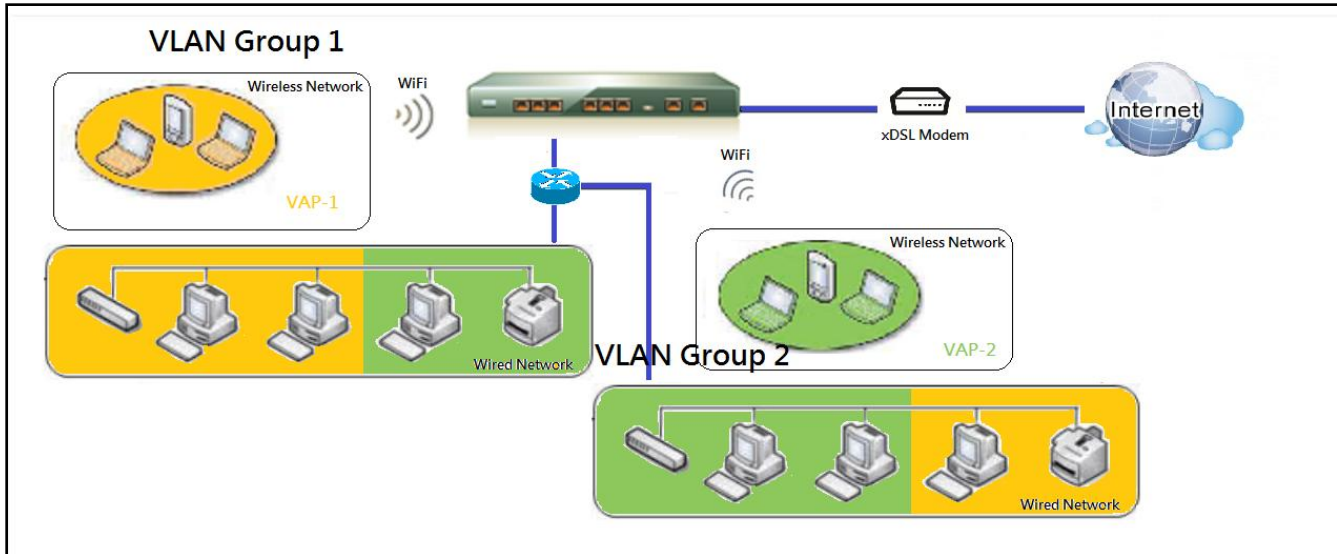 VLAN Group 1
Wireless Network
WiFi
VAP-1
xDSL Modem
Internet
WiFi
Wireless Network
VAP-2
Wired Network
VLAN Group 2
Wired Network